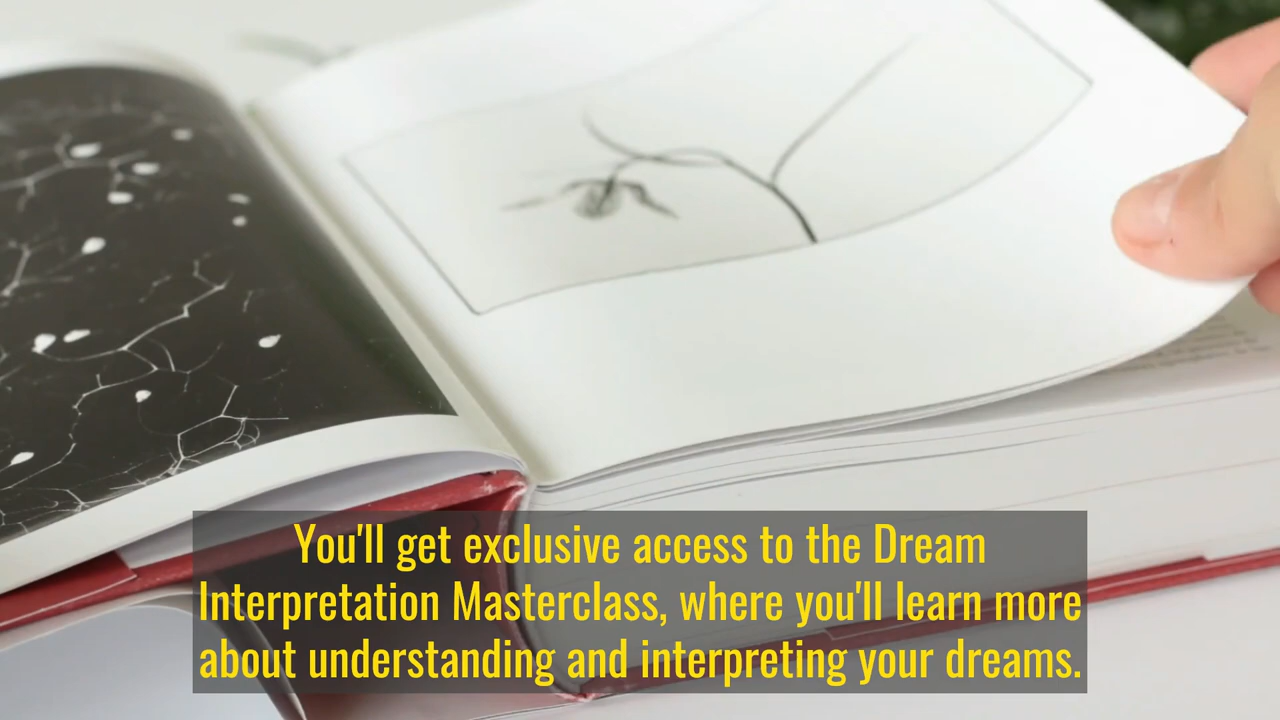 You'll get exclusive access to the Dream
Interpretation Masterclass, where you'll learn more
about understanding and interpreting your dreams.